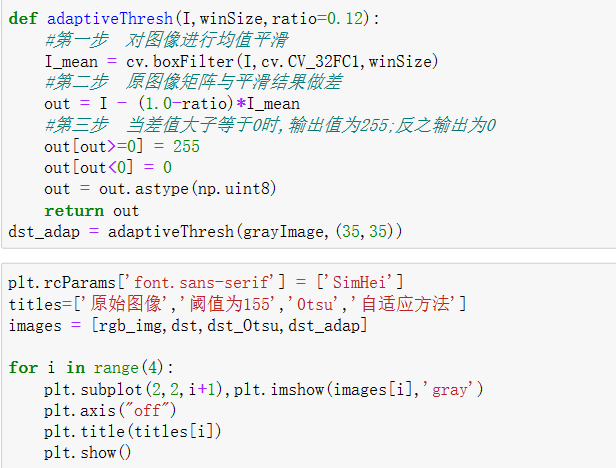 def adaptiveThresh(I,winSize,ratio=0.12):
    #第一步  对图像进行均值平滑
    I_mean = cv.boxFilter(I,cv.CV_32FC1,winSize)
    #第二步  原图像矩阵与平滑结果做差
    out = I - (1.0-ratio)*I_mean
    #第三步  当差值大于等于0时,输出值为255;反之输出为0
    out[out>=0] = 255
    out[out<0] = 0
    out = out.astype(np.uint8)
    return out
dst_adap = adaptiveThresh(grayImage,(35,35))
plt.rcParams['font.sans-serif'] = ['SimHei']
titles=['原始图像','阈值为155','Otsu','自适应方法']
images = [rgb_img,dst,dst_Otsu,dst_adap]
for i in range(4):
    plt.subplot(2,2,i+1),plt.imshow(images[i],'gray')
    plt.axis("off")
    plt.title(titles[i])
    plt.show()